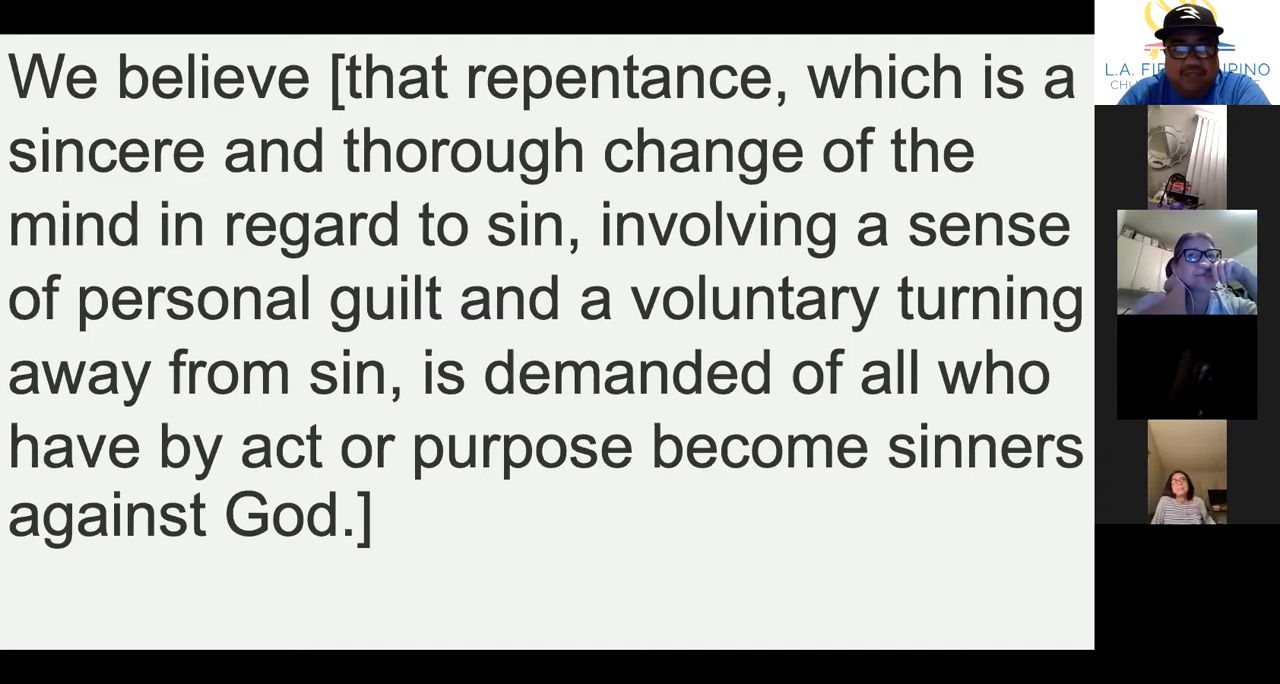 We believe [that repentance, which is a
sincere and thorough change of the
mind in regard to sin, involving a sense
of personal guilt and a voluntary turning
away from sin, is demanded of all who
have by act or purpose become sinners
against God.]
L.A.